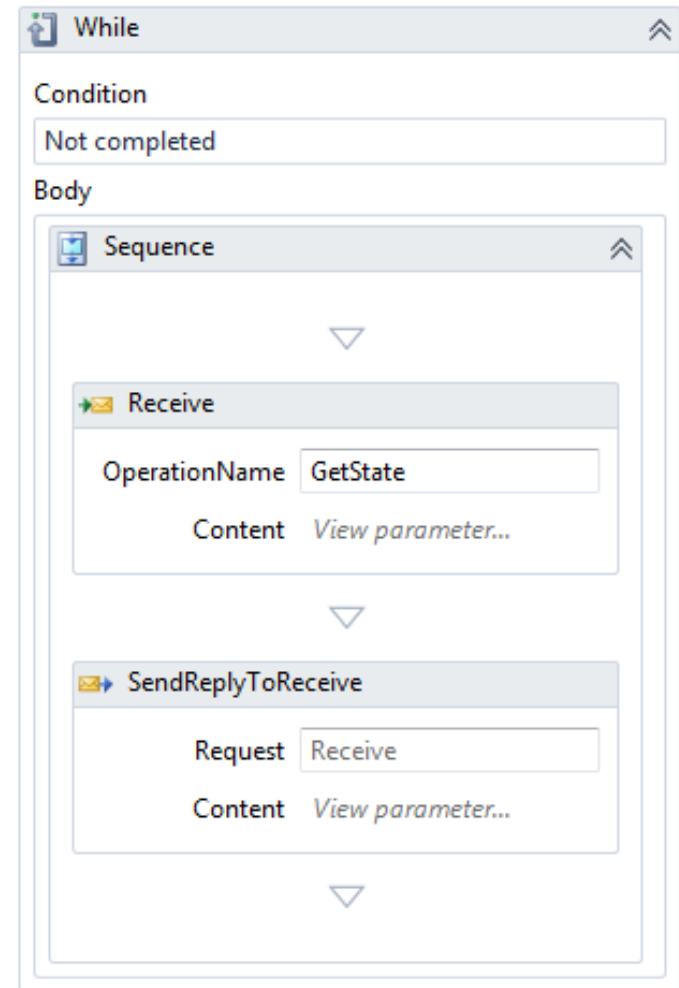 While
Condition
Not completed
Body
Sequence
Receive
OperationName GetState
Content View parameter...
SendReplyToReceive
Request Receive
Content View parameter...